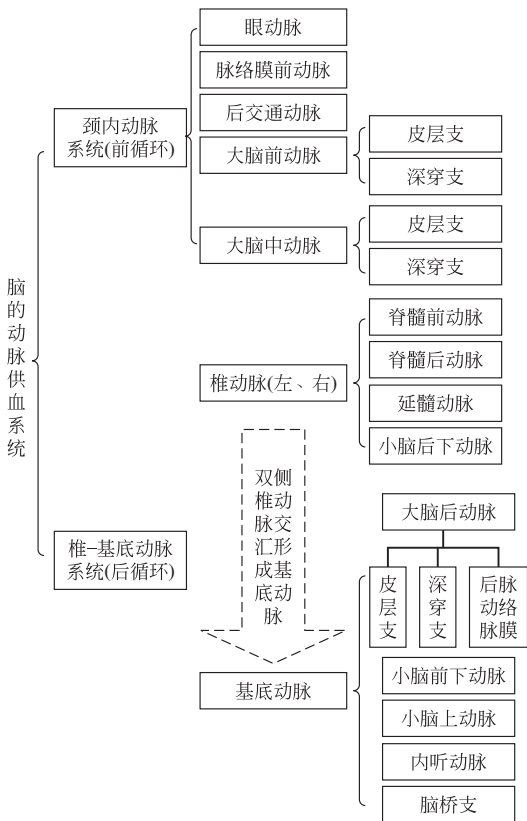 脑的动脉供血系统
颈内动脉
系统(前循环)
眼动脉
脉络膜前动脉
后交通动脉
大脑前动脉
皮层支
深穿支
大脑中动脉
皮层支
深穿支
椎-基底动脉
系统(后循环)
椎动脉(左、右)
脊髓前动脉
脊髓后动脉
延髓动脉
小脑后下动脉
双侧
椎动
脉交
汇形
成基
底动
脉
基底动脉
大脑后动脉
皮层支
深穿支
后脉
动络
脉膜
小脑前下动脉
小脑上动脉
内听动脉
脑桥支